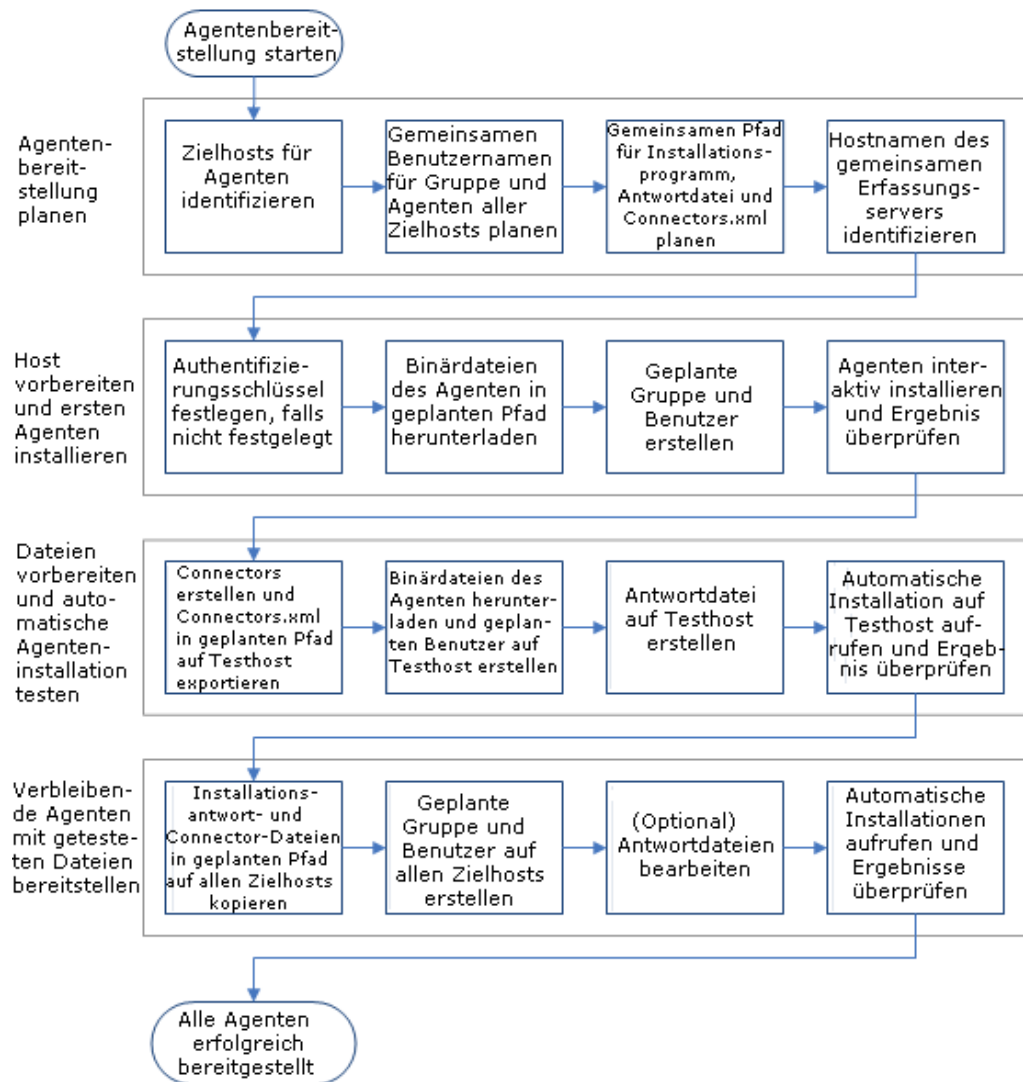 Agentenbereit-
stellung starten
Agenten-
bereit-
stellung
planen
Zielhosts für
Agenten
identifizieren
Gemeinsamen
Benutzernamen
für Gruppe und
Agenten aller
Zielhosts planen
Gemeinsamen Pfad
für Installations-
programm,
Antwortdatei und
Connectors.xml
planen
Hostnamen des
gemeinsamen
Erfassungs-
servers
identifizieren
Host
vorbereiten
und ersten
Agenten
installieren
Authentifizie-
rungsschlüssel
festlegen, falls
nicht festgelegt
Binärdateien
des Agenten in
geplanten Pfad
herunterladen
Geplante
Gruppe und
Benutzer
erstellen
Agenten inter-
aktiv installieren
und Ergebnis
überprüfen
Dateien
vorbereiten
und auto-
matische
Agenten-
installation
testen
Connectors
erstellen und
Connectors.xml
in geplanten Pfad
auf Testhost
exportieren
Binärdateien des
Agenten herunter-
laden und geplan-
ten Benutzer auf
Testhost erstellen
Antwortdatei
auf Testhost
erstellen
Automatische
Installation auf
Testhost auf-
rufen und Ergeb-
nis überprüfen
Verbleiben-
de Agenten
mit geteste-
ten Dateien
bereitstellen
Installations-
antwort- und
Connector-Dateien
in geplanten Pfad
auf allen Zielhosts
kopieren
Geplante
Gruppe und
Benutzer auf
allen Zielhosts
erstellen
(Optional)
Antwortdateien
bearbeiten
Automatische
Installationen
aufrufen und
Ergebnisse
überprüfen
Alle Agenten
erfolgreich
bereitgestellt